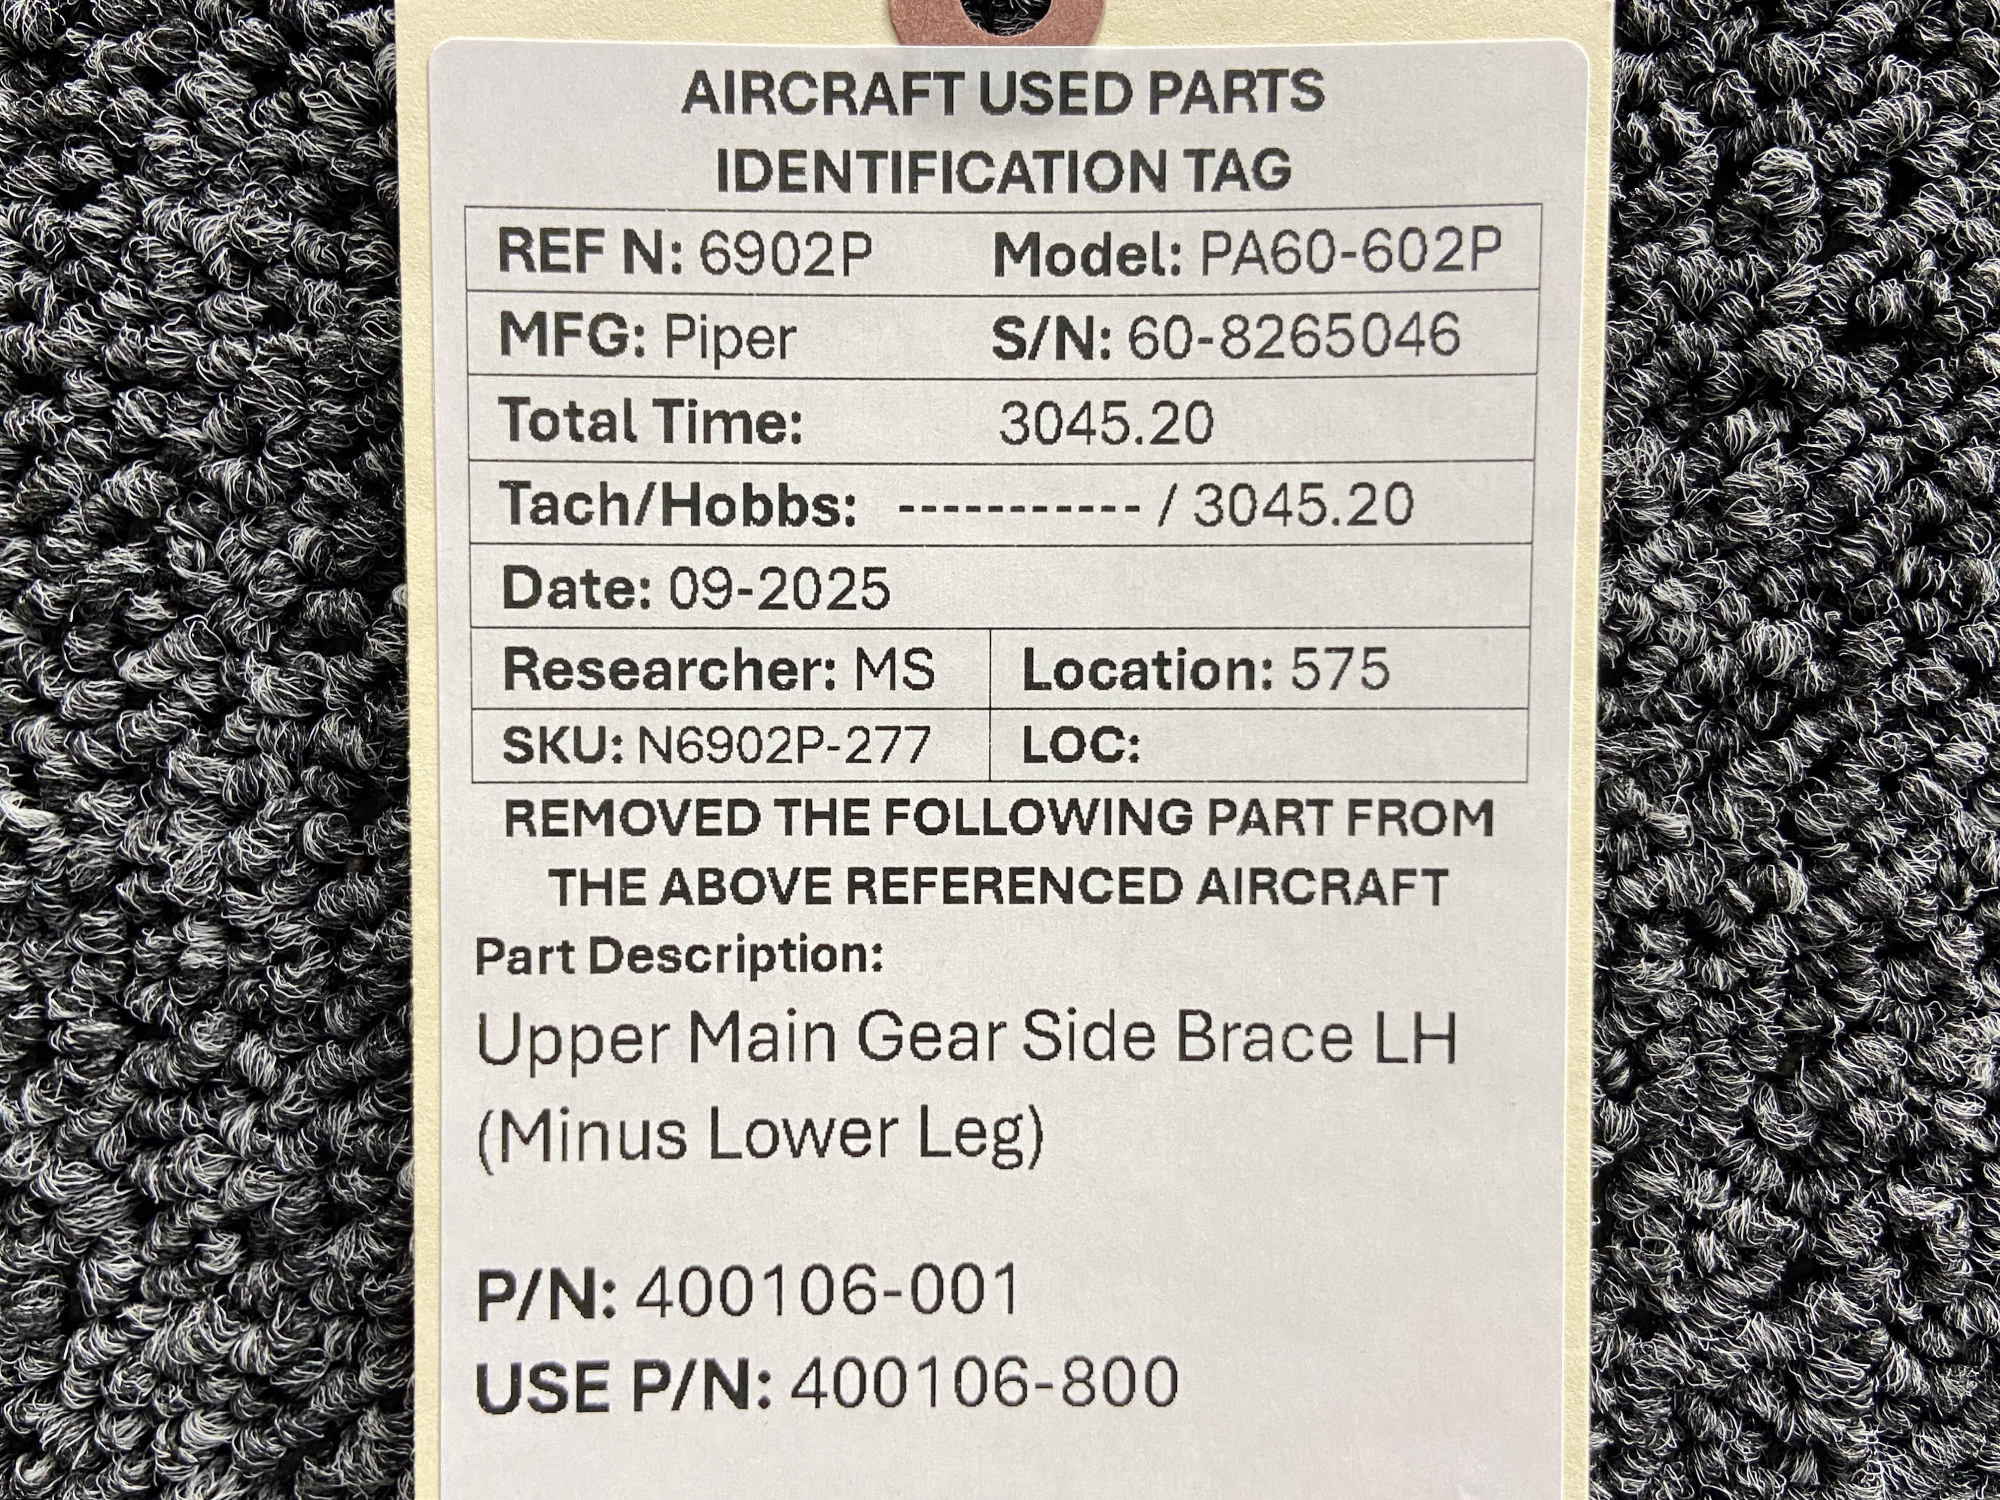 AIRCRAFT USED PARTS
IDENTIFICATION TAG
REF N: 6902P Model: PA60-602P
MFG: Piper S/N: 60-8265046
Total Time: 3045.20
Tach/Hobbs: ----------- / 3045.20
Date: 09-2025
Researcher: MS Location: 575
SKU: N6902P-277 LOC:
REMOVED THE FOLLOWING PART FROM
THE ABOVE REFERENCED AIRCRAFT
Part Description:
Upper Main Gear Side Brace LH
(Minus Lower Leg)
P/N: 400106-001
USE P/N: 400106-800